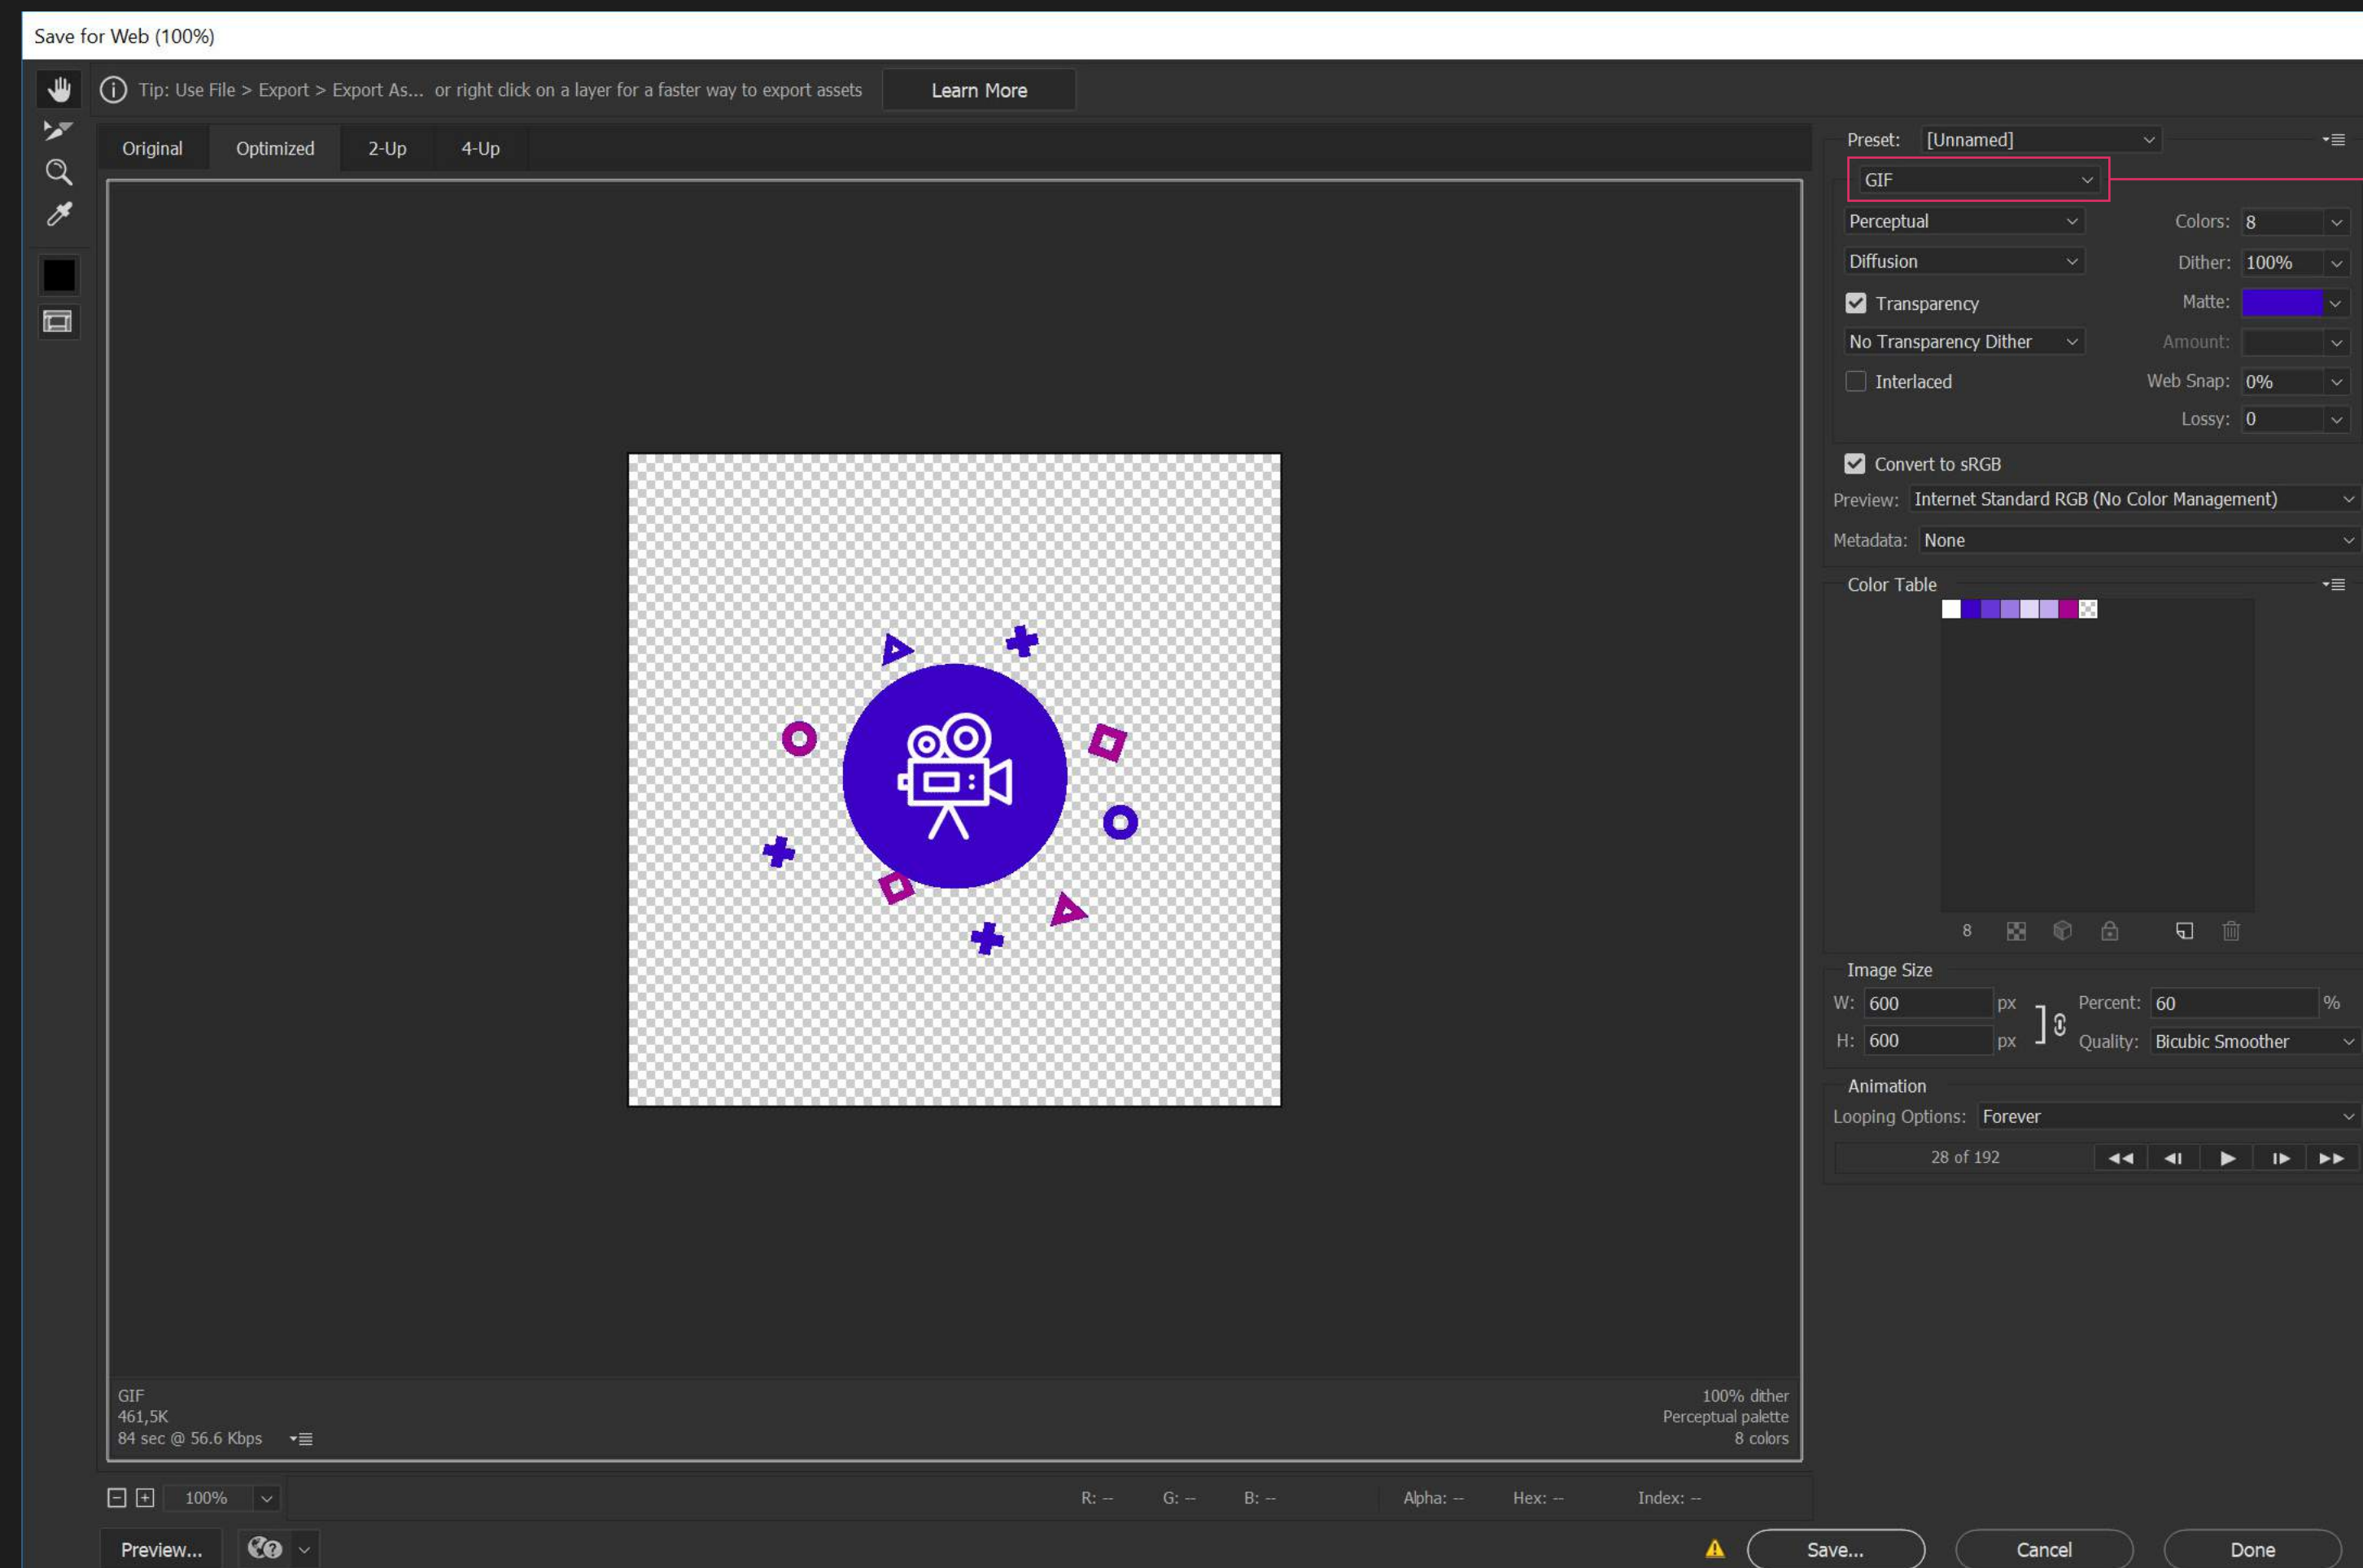 Save for Web (100%)
Tip: Use File > Export > Export As... or right click on a layer for a faster way to export assets
Learn More
Original
Optimized
2-Up
4-Up
Preset: [Unnamed]
GIF
Perceptual
Colors: 8
Diffusion
Dither: 100%
Transparency
Matte:
No Transparency Dither
Amount:
Interlaced
Web Snap: 0%
Lossy: 0
Convert to sRGB
Preview: Internet Standard RGB (No Color Management)
Metadata: None
Color Table
8
Image Size
W: 600 px
Percent: 60 %
H: 600 px
Quality: Bicubic Smoother
Animation
Looping Options: Forever
28 of 192
GIF
461,5K
84 sec @ 56.6 Kbps
100% dither
Perceptual palette
8 colors
100%
R: --
G: --
B: --
Alpha: --
Hex: --
Index: --
Preview...
Save...
Cancel
Done